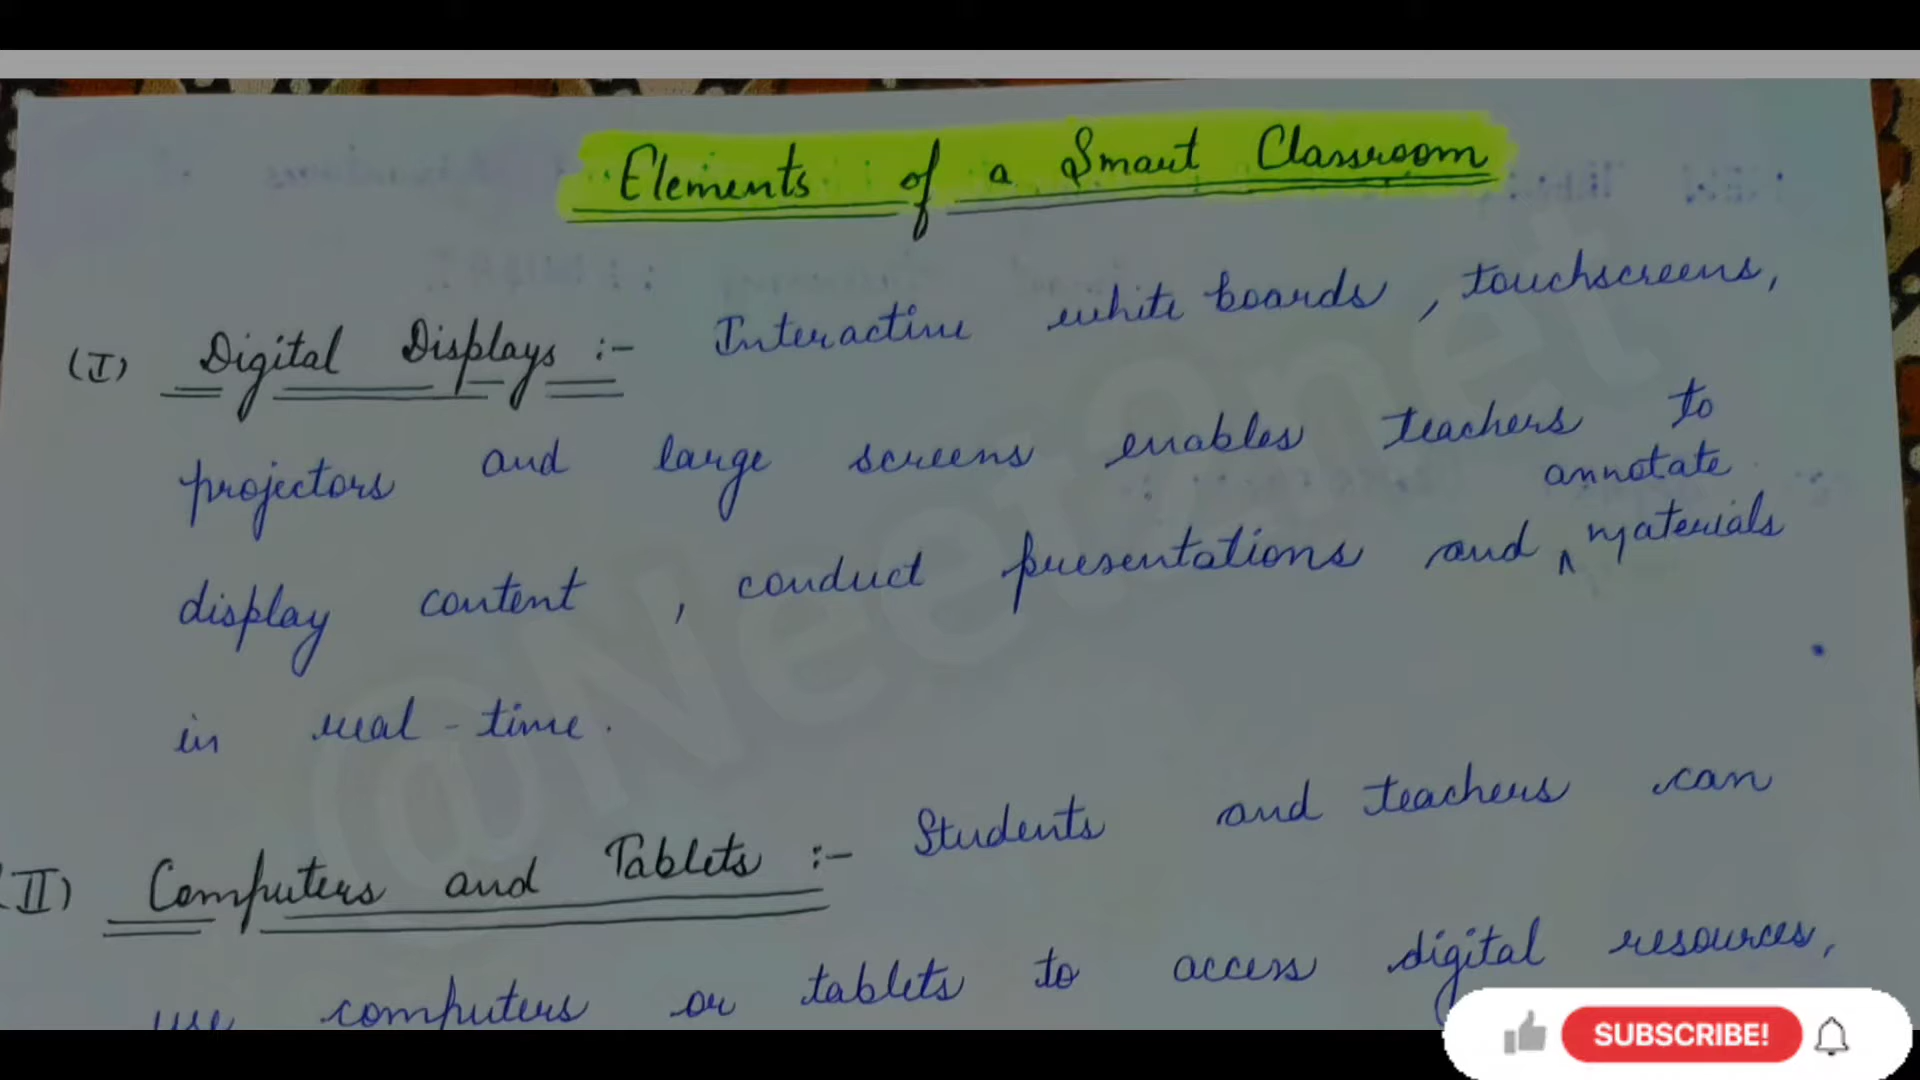 Elements of a Smart Classroom
(I) Digital Displays :- Interactive white boards, touchscreens,
projectors and large screens enables teachers to
annotate
display content, conduct presentations and ^ materials
in real-time.
(II) Computers and Tablets :- Students and teachers can
use computers or tablets to access digital resources,
@Neet2net
SUBSCRIBE!